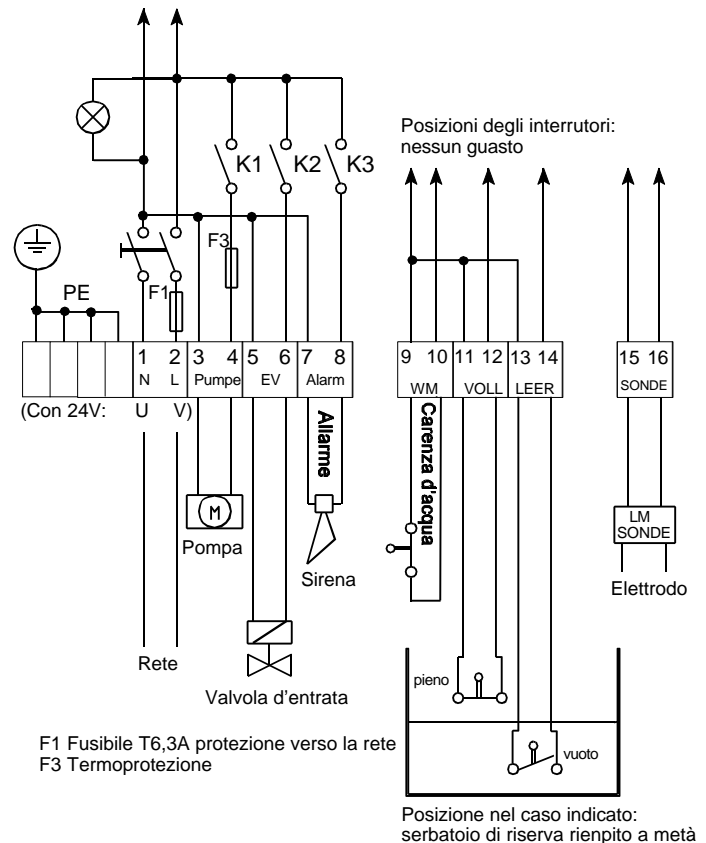 Posizioni degli interrutori:
nessun guasto
K1
K2
K3
F3
PE
F1
1 2 3 4 5 6 7 8
N L Pumpe EV Alarm
9 10 11 12 13 14
WM VOLL LEER
15 16
SONDE
(Con 24V: U V)
Allarme
Carenza d'acqua
M
Pompa
Sirena
LM
SONDE
Elettrodo
Rete
Valvola d'entrata
pieno
vuoto
F1 Fusibile T6,3A protezione verso la rete
F3 Termoprotezione
Posizione nel caso indicato:
serbatoio di riserva rienpito a metà